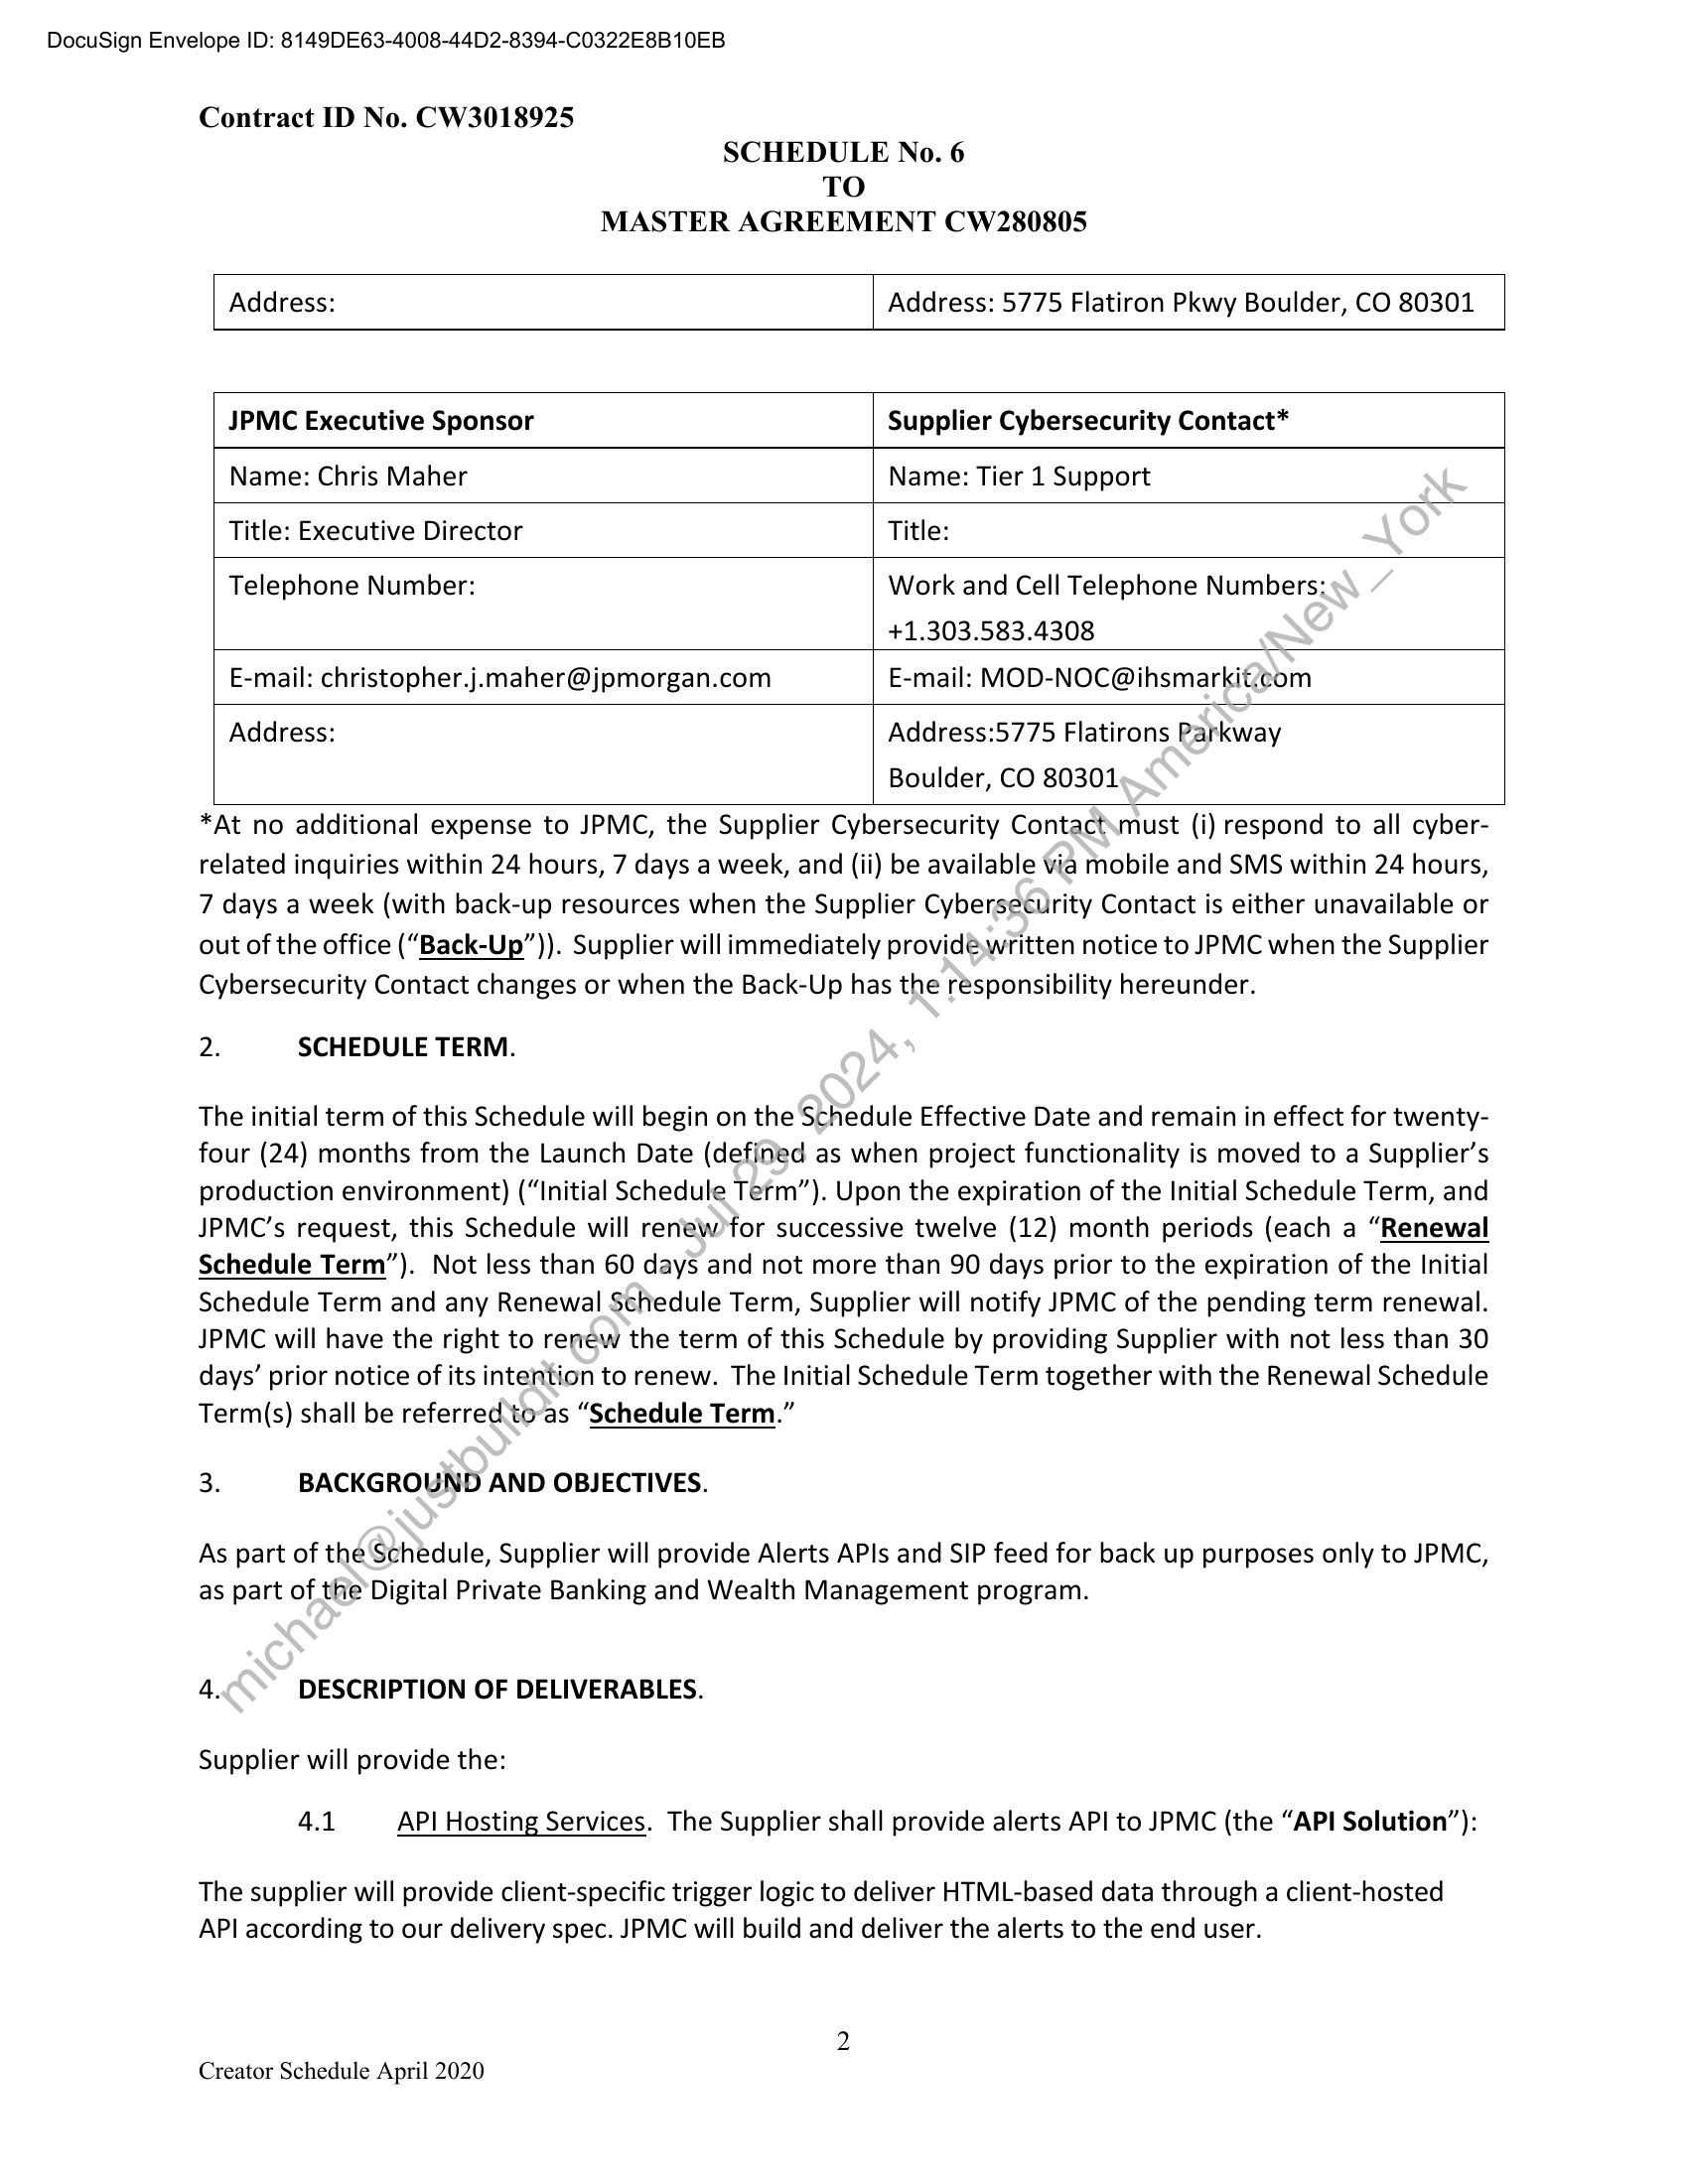 DocuSign Envelope ID: 8149DE63-4008-44D2-8394-C0322E8B10EB
Contract ID No. CW3018925
SCHEDULE No. 6
TO
MASTER AGREEMENT CW280805
Address:
Address: 5775 Flatiron Pkwy Boulder, CO 80301
JPMC Executive Sponsor
Supplier Cybersecurity Contact*
Name: Chris Maher
Name: Tier 1 Support
Title: Executive Director
Title:
Telephone Number:
Work and Cell Telephone Numbers:
+1.303.583.4308
E-mail: christopher.j.maher@jpmorgan.com
E-mail: MOD-NOC@ihsmarkit.com
Address:
Address:5775 Flatirons Parkway
Boulder, CO 80301
*At no additional expense to JPMC, the Supplier Cybersecurity Contact must (i) respond to all cyber-
related inquiries within 24 hours, 7 days a week, and (ii) be available via mobile and SMS within 24 hours,
7 days a week (with back-up resources when the Supplier Cybersecurity Contact is either unavailable or
out of the office (“Back-Up”)). Supplier will immediately provide written notice to JPMC when the Supplier
Cybersecurity Contact changes or when the Back-Up has the responsibility hereunder.
2. SCHEDULE TERM.
The initial term of this Schedule will begin on the Schedule Effective Date and remain in effect for twenty-
four (24) months from the Launch Date (defined as when project functionality is moved to a Supplier’s
production environment) (“Initial Schedule Term”). Upon the expiration of the Initial Schedule Term, and
JPMC’s request, this Schedule will renew for successive twelve (12) month periods (each a “Renewal
Schedule Term”). Not less than 60 days and not more than 90 days prior to the expiration of the Initial
Schedule Term and any Renewal Schedule Term, Supplier will notify JPMC of the pending term renewal.
JPMC will have the right to renew the term of this Schedule by providing Supplier with not less than 30
days’ prior notice of its intention to renew. The Initial Schedule Term together with the Renewal Schedule
Term(s) shall be referred to as “Schedule Term.”
3. BACKGROUND AND OBJECTIVES.
As part of the Schedule, Supplier will provide Alerts APIs and SIP feed for back up purposes only to JPMC,
as part of the Digital Private Banking and Wealth Management program.
4. DESCRIPTION OF DELIVERABLES.
Supplier will provide the:
4.1 API Hosting Services. The Supplier shall provide alerts API to JPMC (the “API Solution”):
The supplier will provide client-specific trigger logic to deliver HTML-based data through a client-hosted
API according to our delivery spec. JPMC will build and deliver the alerts to the end user.
2
Creator Schedule April 2020
michael@justbuildit.com - Jul 29, 2024, 1:14:36 PM America/New_York